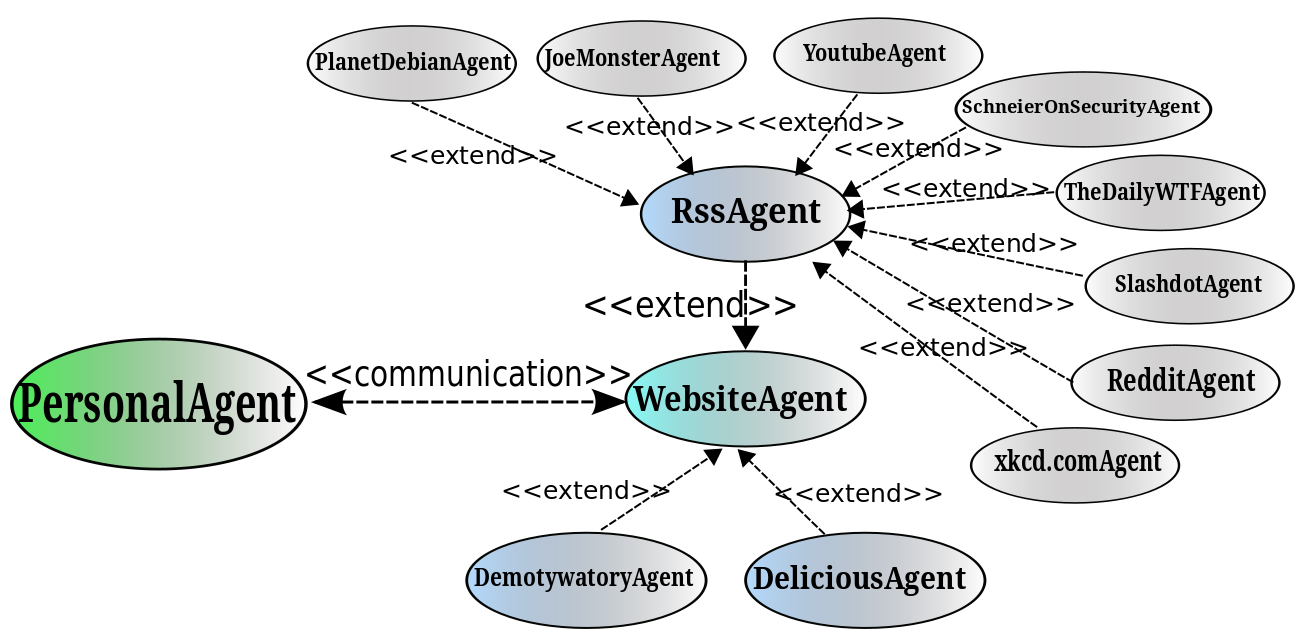 PlanetDebianAgent
JoeMonsterAgent
YoutubeAgent
SchneierOnSecurityAgent
<<extend>>
<<extend>>
<<extend>>
<<extend>>
<<extend>>
TheDailyWTFAgent
RssAgent
<<extend>>
SlashdotAgent
<<extend>>
<<extend>>
<<extend>>
RedditAgent
<<communication>>
PersonalAgent
WebsiteAgent
xkcd.comAgent
<<extend>>
<<extend>>
DemotywatoryAgent
DeliciousAgent